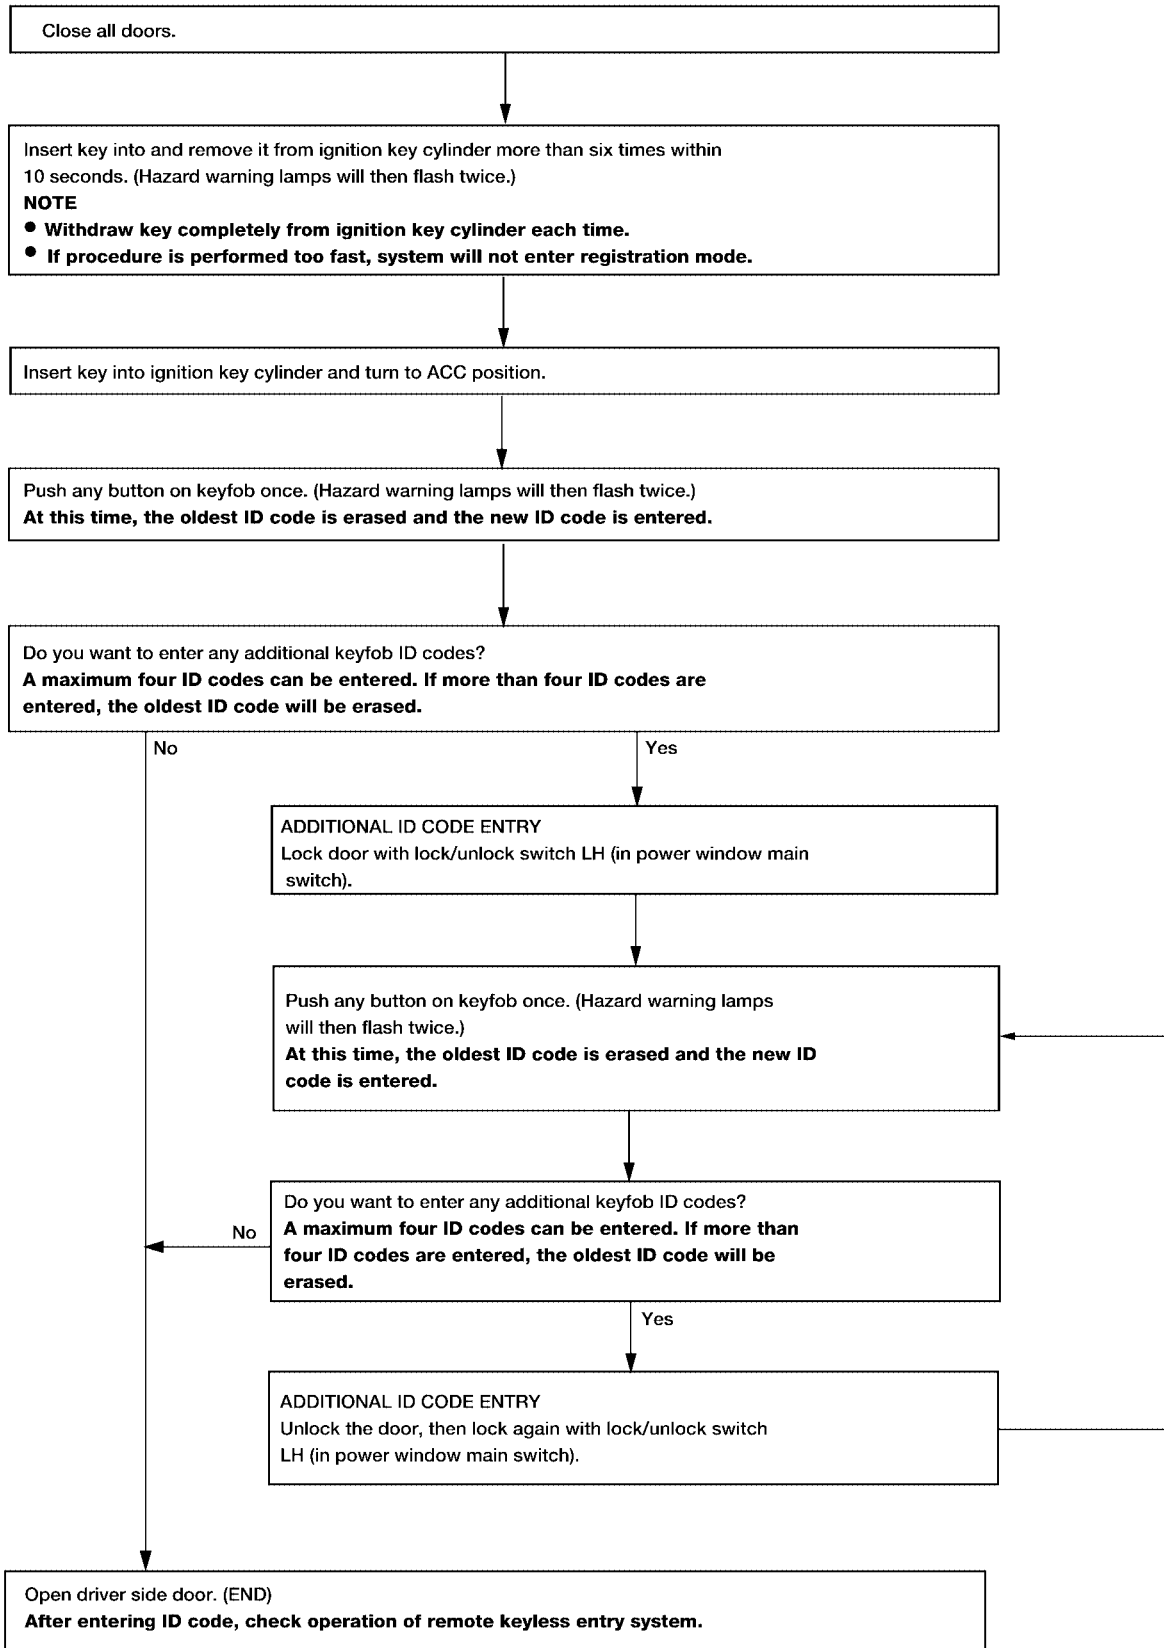 Close all doors.
Insert key into and remove it from ignition key cylinder more than six times within
10 seconds. (Hazard warning lamps will then flash twice.)
NOTE
● Withdraw key completely from ignition key cylinder each time.
● If procedure is performed too fast, system will not enter registration mode.
Insert key into ignition key cylinder and turn to ACC position.
Push any button on keyfob once. (Hazard warning lamps will then flash twice.)
At this time, the oldest ID code is erased and the new ID code is entered.
Do you want to enter any additional keyfob ID codes?
A maximum four ID codes can be entered. If more than four ID codes are
entered, the oldest ID code will be erased.
No
Yes
ADDITIONAL ID CODE ENTRY
Lock door with lock/unlock switch LH (in power window main
switch).
Push any button on keyfob once. (Hazard warning lamps
will then flash twice.)
At this time, the oldest ID code is erased and the new ID
code is entered.
Do you want to enter any additional keyfob ID codes?
A maximum four ID codes can be entered. If more than
four ID codes are entered, the oldest ID code will be
erased.
No
Yes
ADDITIONAL ID CODE ENTRY
Unlock the door, then lock again with lock/unlock switch
LH (in power window main switch).
Open driver side door. (END)
After entering ID code, check operation of remote keyless entry system.